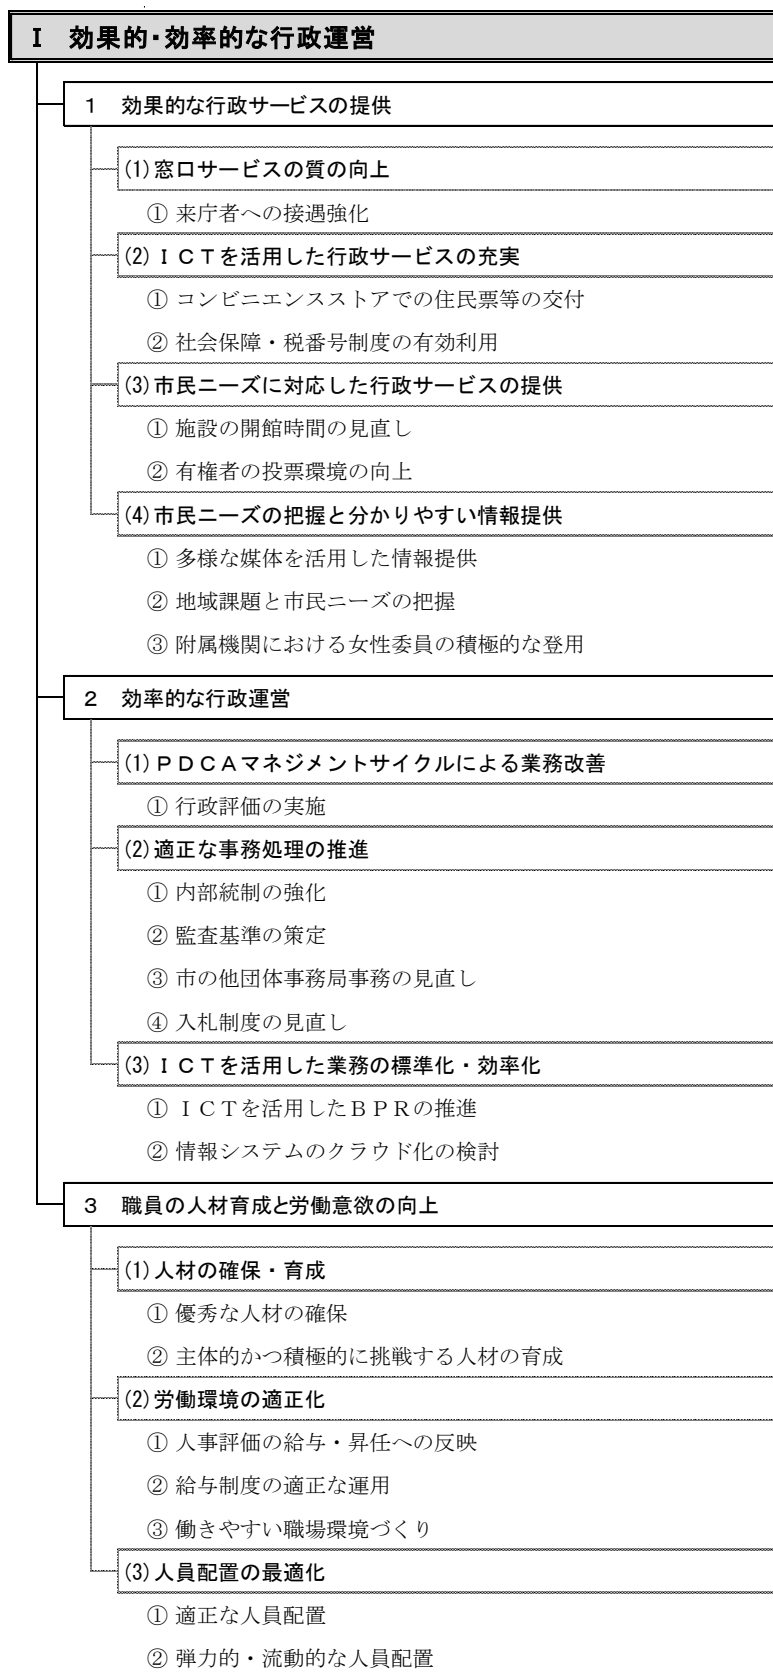 Ⅰ 効果的・効率的な行政運営
１ 効果的な行政サービスの提供
(1)窓口サービスの質の向上
① 来庁者への接遇強化
(2)ＩＣＴを活用した行政サービスの充実
① コンビニエンスストアでの住民票等の交付
② 社会保障・税番号制度の有効利用
(3)市民ニーズに対応した行政サービスの提供
① 施設の開館時間の見直し
② 有権者の投票環境の向上
(4)市民ニーズの把握と分かりやすい情報提供
① 多様な媒体を活用した情報提供
② 地域課題と市民ニーズの把握
③ 附属機関における女性委員の積極的な登用
２ 効率的な行政運営
(1)ＰＤＣＡマネジメントサイクルによる業務改善
① 行政評価の実施
(2)適正な事務処理の推進
① 内部統制の強化
② 監査基準の策定
③ 市の他団体事務局事務の見直し
④ 入札制度の見直し
(3)ＩＣＴを活用した業務の標準化・効率化
① ＩＣＴを活用したＢＰＲの推進
② 情報システムのクラウド化の検討
３ 職員の人材育成と労働意欲の向上
(1)人材の確保・育成
① 優秀な人材の確保
② 主体的かつ積極的に挑戦する人材の育成
(2)労働環境の適正化
① 人事評価の給与・昇任への反映
② 給与制度の適正な運用
③ 働きやすい職場環境づくり
(3)人員配置の最適化
① 適正な人員配置
② 弾力的・流動的な人員配置